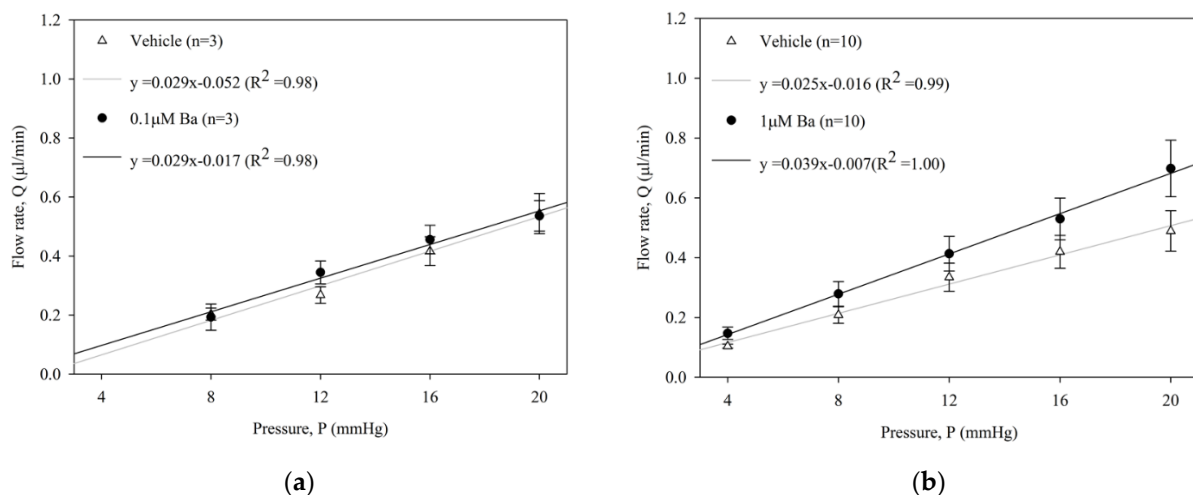 1.2
Vehicle (n=3)
1.0
y =0.029x-0.052 (R2 =0.98)
0.1μM Ba (n=3)
0.8
y =0.029x-0.017 (R2 =0.98)
0.6
0.4
0.2
0.0
Flow rate, Q (μl/min)
4 8 12 16 20
Pressure, P (mmHg)
(a)
1.2
Vehicle (n=10)
1.0
y =0.025x-0.016 (R2 =0.99)
1μM Ba (n=10)
0.8
y =0.039x-0.007(R2 =1.00)
0.6
0.4
0.2
0.0
Flow rate, Q (μl/min)
4 8 12 16 20
Pressure, P (mmHg)
(b)